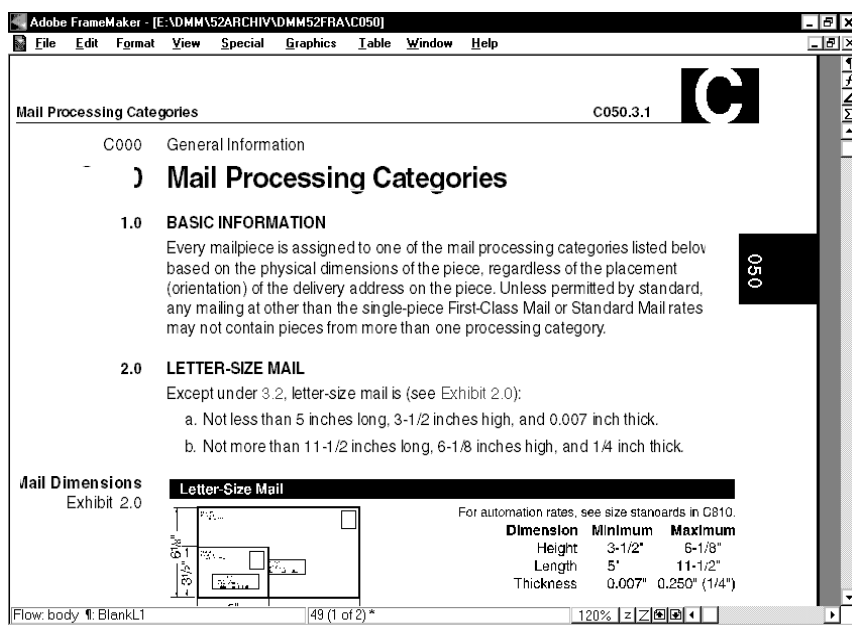 Adobe FrameMaker - [E:\DMM\52ARCHIV\DMM52FRA\C050]
File Edit Format View Special Graphics Table Window Help
C
Mail Processing Categories C050.3.1
C000 General Information
Mail Processing Categories
1.0 BASIC INFORMATION
Every mailpiece is assigned to one of the mail processing categories listed below
based on the physical dimensions of the piece, regardless of the placement
(orientation) of the delivery address on the piece. Unless permitted by standard,
any mailing at other than the single-piece First-Class Mail or Standard Mail rates
may not contain pieces from more than one processing category.
050
2.0 LETTER-SIZE MAIL
Except under 3.2, letter-size mail is (see Exhibit 2.0):
a. Not less than 5 inches long, 3-1/2 inches high, and 0.007 inch thick.
b. Not more than 11-1/2 inches long, 6-1/8 inches high, and 1/4 inch thick.
Mail Dimensions
Exhibit 2.0
Letter-Size Mail
For automation rates, see size standards in C810.
Dimension Minimum Maximum
Height 3-1/2" 6-1/8"
Length 5" 11-1/2"
Thickness 0.007" 0.250" (1/4")
6 1/8"
3 1/2"
Flow: body ¶: BlankL1 49 (1 of 2) * 120% z Z